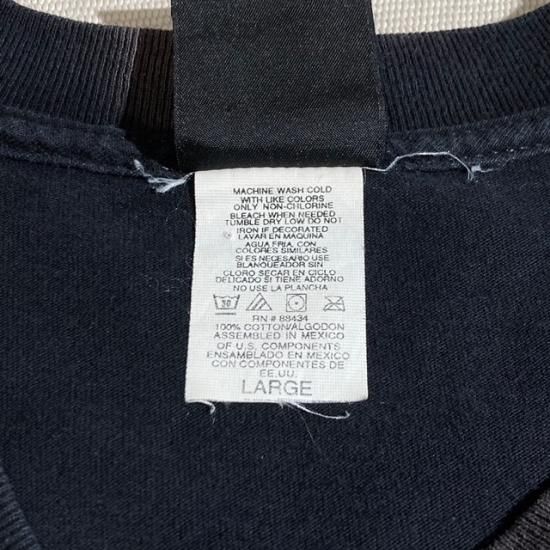 MACHINE WASH COLD
WITH LIKE COLORS
ONLY NON-CHLORINE
BLEACH WHEN NEEDED
TUMBLE DRY LOW DO NOT
IRON IF DECORATED
LAVAR EN MAQUINA
AGUA FRIA, CON
COLORES SIMILARES
SI ES NECESARIO USE
BLANQUEADOR SIN
CLORO SECAR EN CICLO
DELICADO SI TIENE ADORNO
NO USE LA PLANCHA
30
RN # 88434
100% COTTON/ALGODON
ASSEMBLED IN MEXICO
OF U.S. COMPONENTS
ENSAMBLADO EN MEXICO
CON COMPONENTES DE
EE.UU.
LARGE